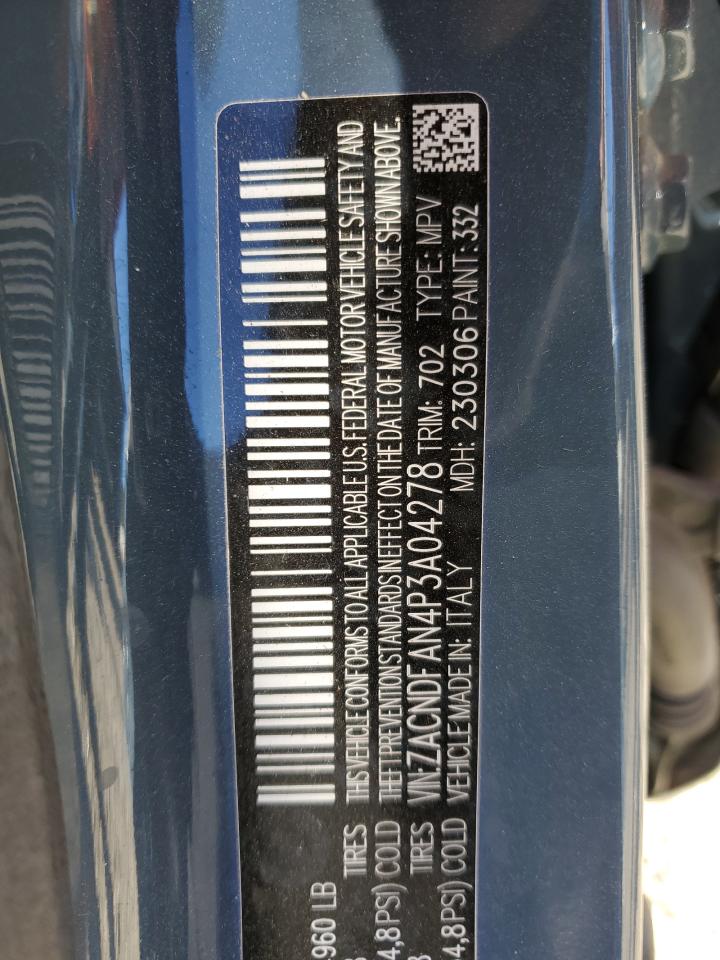 960 LB
TIRES
THIS VEHICLE CONFORMS TO ALL APPLICABLE U.S. FEDERAL MOTOR VEHICLE SAFETY AND
4,8PSI) COLD
THEFT PREVENTION STANDARDS IN EFFECT ON THE DATE OF MANUFACTURE SHOWN ABOVE.
TIRES
VIN:ZACNDFAN4P3A04278 TRIM: 702 TYPE: MPV
4,8PSI) COLD
VEHICLE MADE IN: ITALY MDH: 230306 PAINT: 332